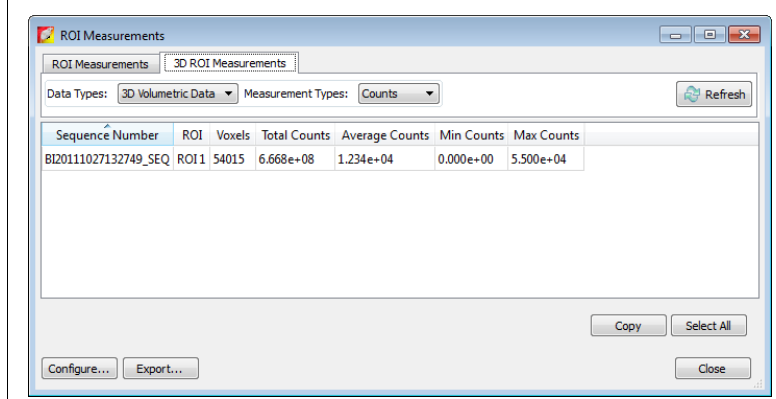 ROI Measurements
ROI Measurements 3D ROI Measurements
Data Types: 3D Volumetric Data Measurement Types: Counts Refresh
Sequence Number ROI Voxels Total Counts Average Counts Min Counts Max Counts
BI20111027132749_SEQ ROI 1 54015 6.668e+08 1.234e+04 0.000e+00 5.500e+04
Copy Select All
Configure... Export... Close